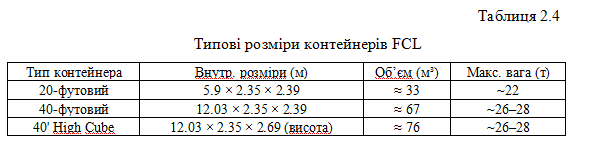 Таблиця 2.4
Типові розміри контейнерів FCL
Тип контейнера Внутр. розміри (м) Об’єм (м³) Макс. вага (т)
20-футовий 5.9 × 2.35 × 2.39 ≈ 33 ~22
40-футовий 12.03 × 2.35 × 2.39 ≈ 67 ~26–28
40' High Cube 12.03 × 2.35 × 2.69 (висота) ≈ 76 ~26–28